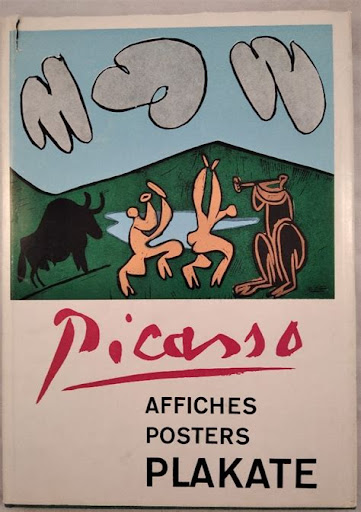 Picasso
AFFICHES
POSTERS
PLAKATE